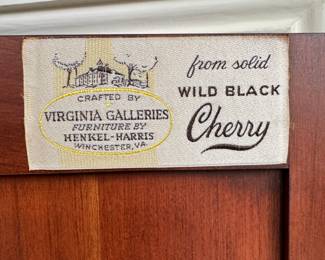 CRAFTED BY
VIRGINIA GALLERIES
FURNITURE BY
HENKEL-HARRIS
WINCHESTER, VA.
from solid
WILD BLACK
Cherry